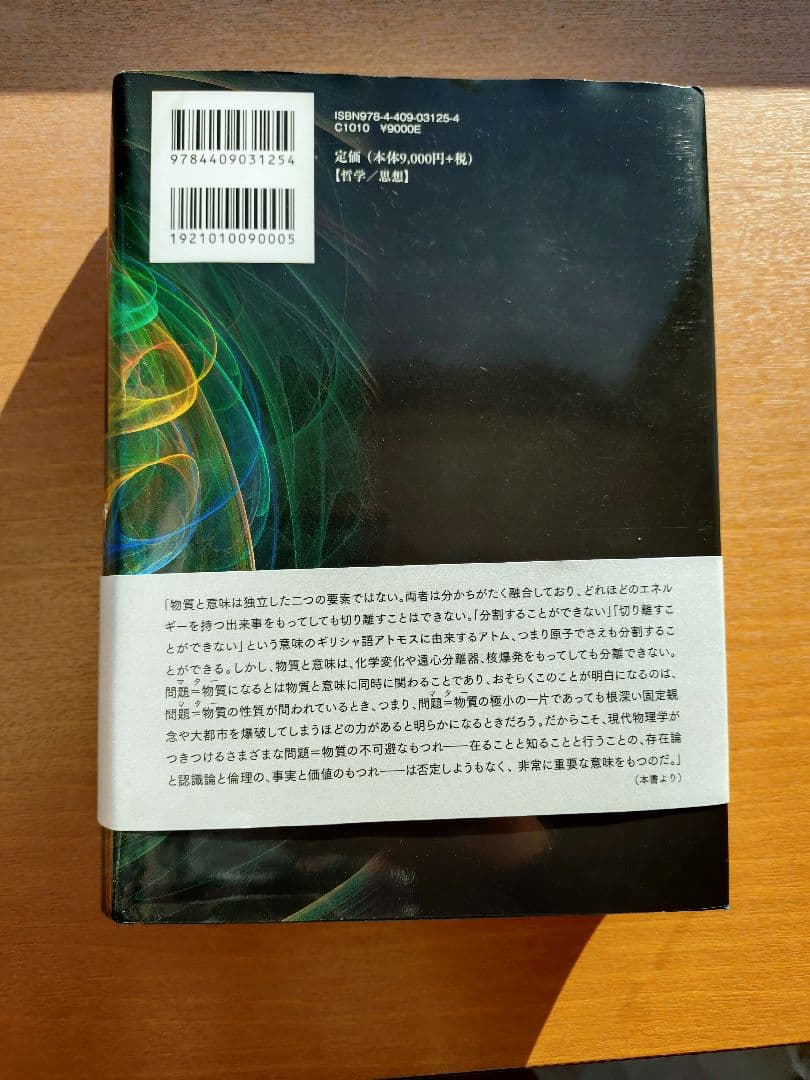 ISBN978-4-409-03125-4
C1010 ¥9000E
9784409031254
定価（本体9,000円+税）
【哲学／思想】
1921010090005
「物質と意味は独立した二つの要素ではない。両者は分かちがたく融合しており、どれほどのエネル
ギーを持つ出来事をもってしても切り離すことはできない。「分割することができない」「切り離すこ
とができない」という意味のギリシャ語アトモスに由来するアトム、つまり原子でさえも分割するこ
とができる。しかし、物質と意味は、化学変化や遠心分離器、核爆発をもってしても分離できない。
マター
問題＝物質になるとは物質と意味に同時に関わることであり、おそらくこのことが明白になるのは、
マター マター
問題＝物質の性質が問われているとき、つまり、問題＝物質の極小の一片であっても根深い固定観
念や大都市を爆破してしまうほどの力があると明らかになるときだろう。だからこそ、現代物理学が
つきつけるさまざまな問題＝物質の不可避なもつれ――在ることと知ることと行うことの、存在論
と認識論と倫理の、事実と価値のもつれ――は否定しようもなく、非常に重要な意味をもつのだ。」
（本書より）